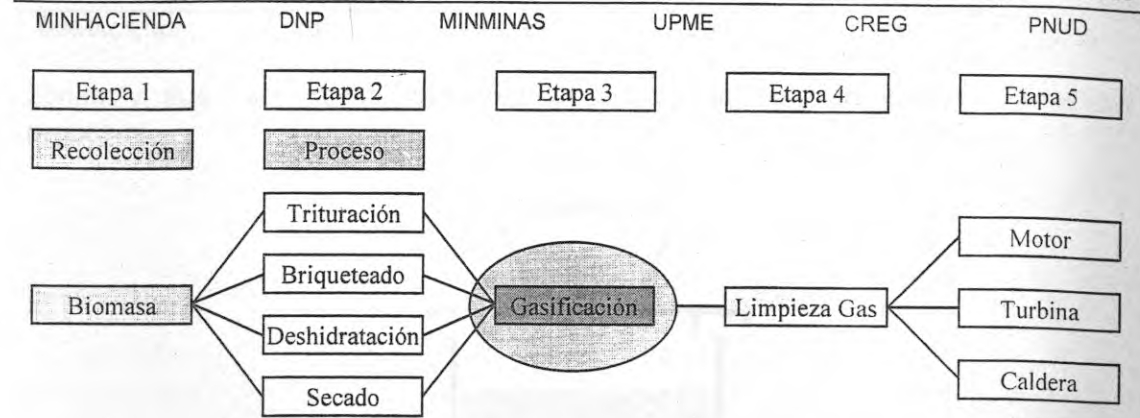 MINHACIENDA DNP MINMINAS UPME CREG PNUD
Etapa 1 Etapa 2 Etapa 3 Etapa 4 Etapa 5
Recolección Proceso
Trituración
Motor
Briqueteado
Biomasa Gasificación Limpieza Gas Turbina
Deshidratación
Caldera
Secado